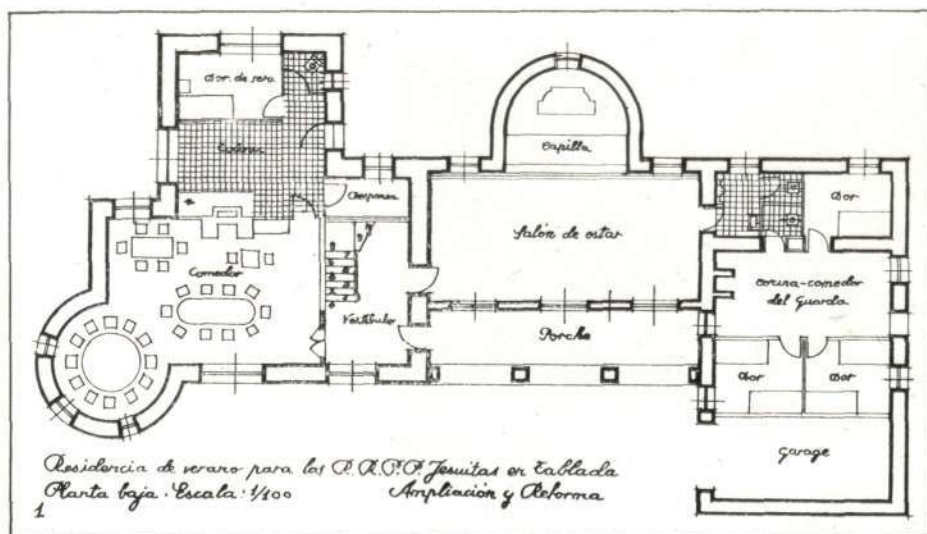 Dor. de serv.
Cocina
Despensa
Capilla
Dor
Salón de estar
Comedor
Vestíbulo
Cocina-comedor
del Guarda
Porche
Dor
Dor
Garage
Residencia de verano para los R.R.P.P. Jesuitas en Tablada
Planta baja. Escala: 1/100
Ampliación y Reforma
1